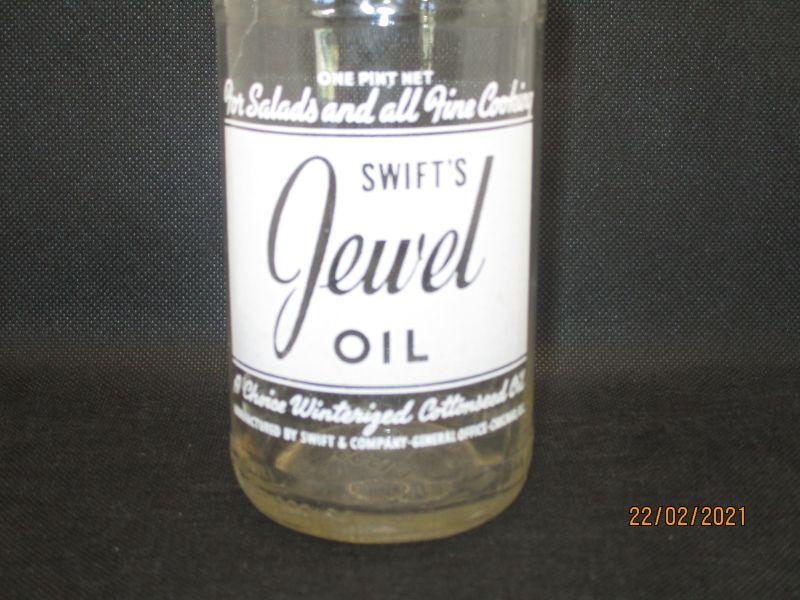 ONE PINT NET
For Salads and all Fine Cooking
SWIFT'S
Jewel
OIL
A Choice Winterized Cottonseed Oil
MANUFACTURED BY SWIFT & COMPANY-GENERAL OFFICE-CHICAGO, ILL.
22/02/2021